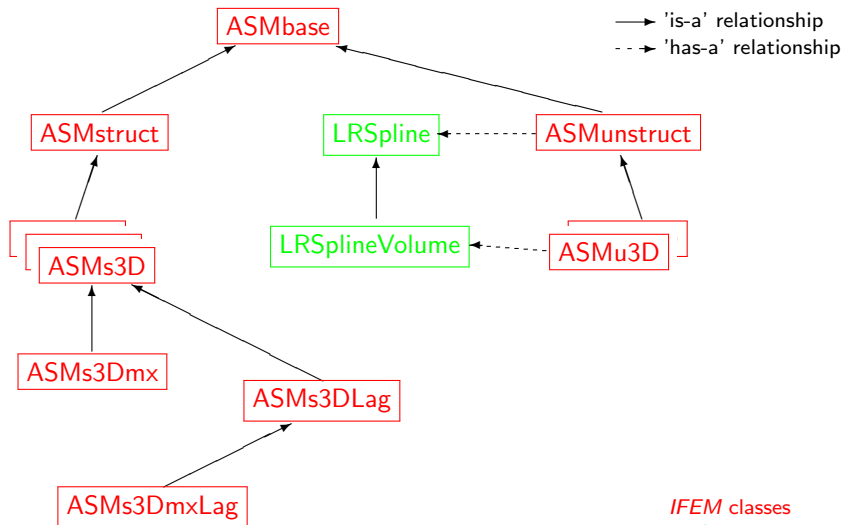 ASMbase
'is-a' relationship
'has-a' relationship
ASMstruct
LRSpline
ASMunstruct
ASMs3D
LRSplineVolume
ASMu3D
ASMs3Dmx
ASMs3DLag
ASMs3DmxLag
IFEM classes